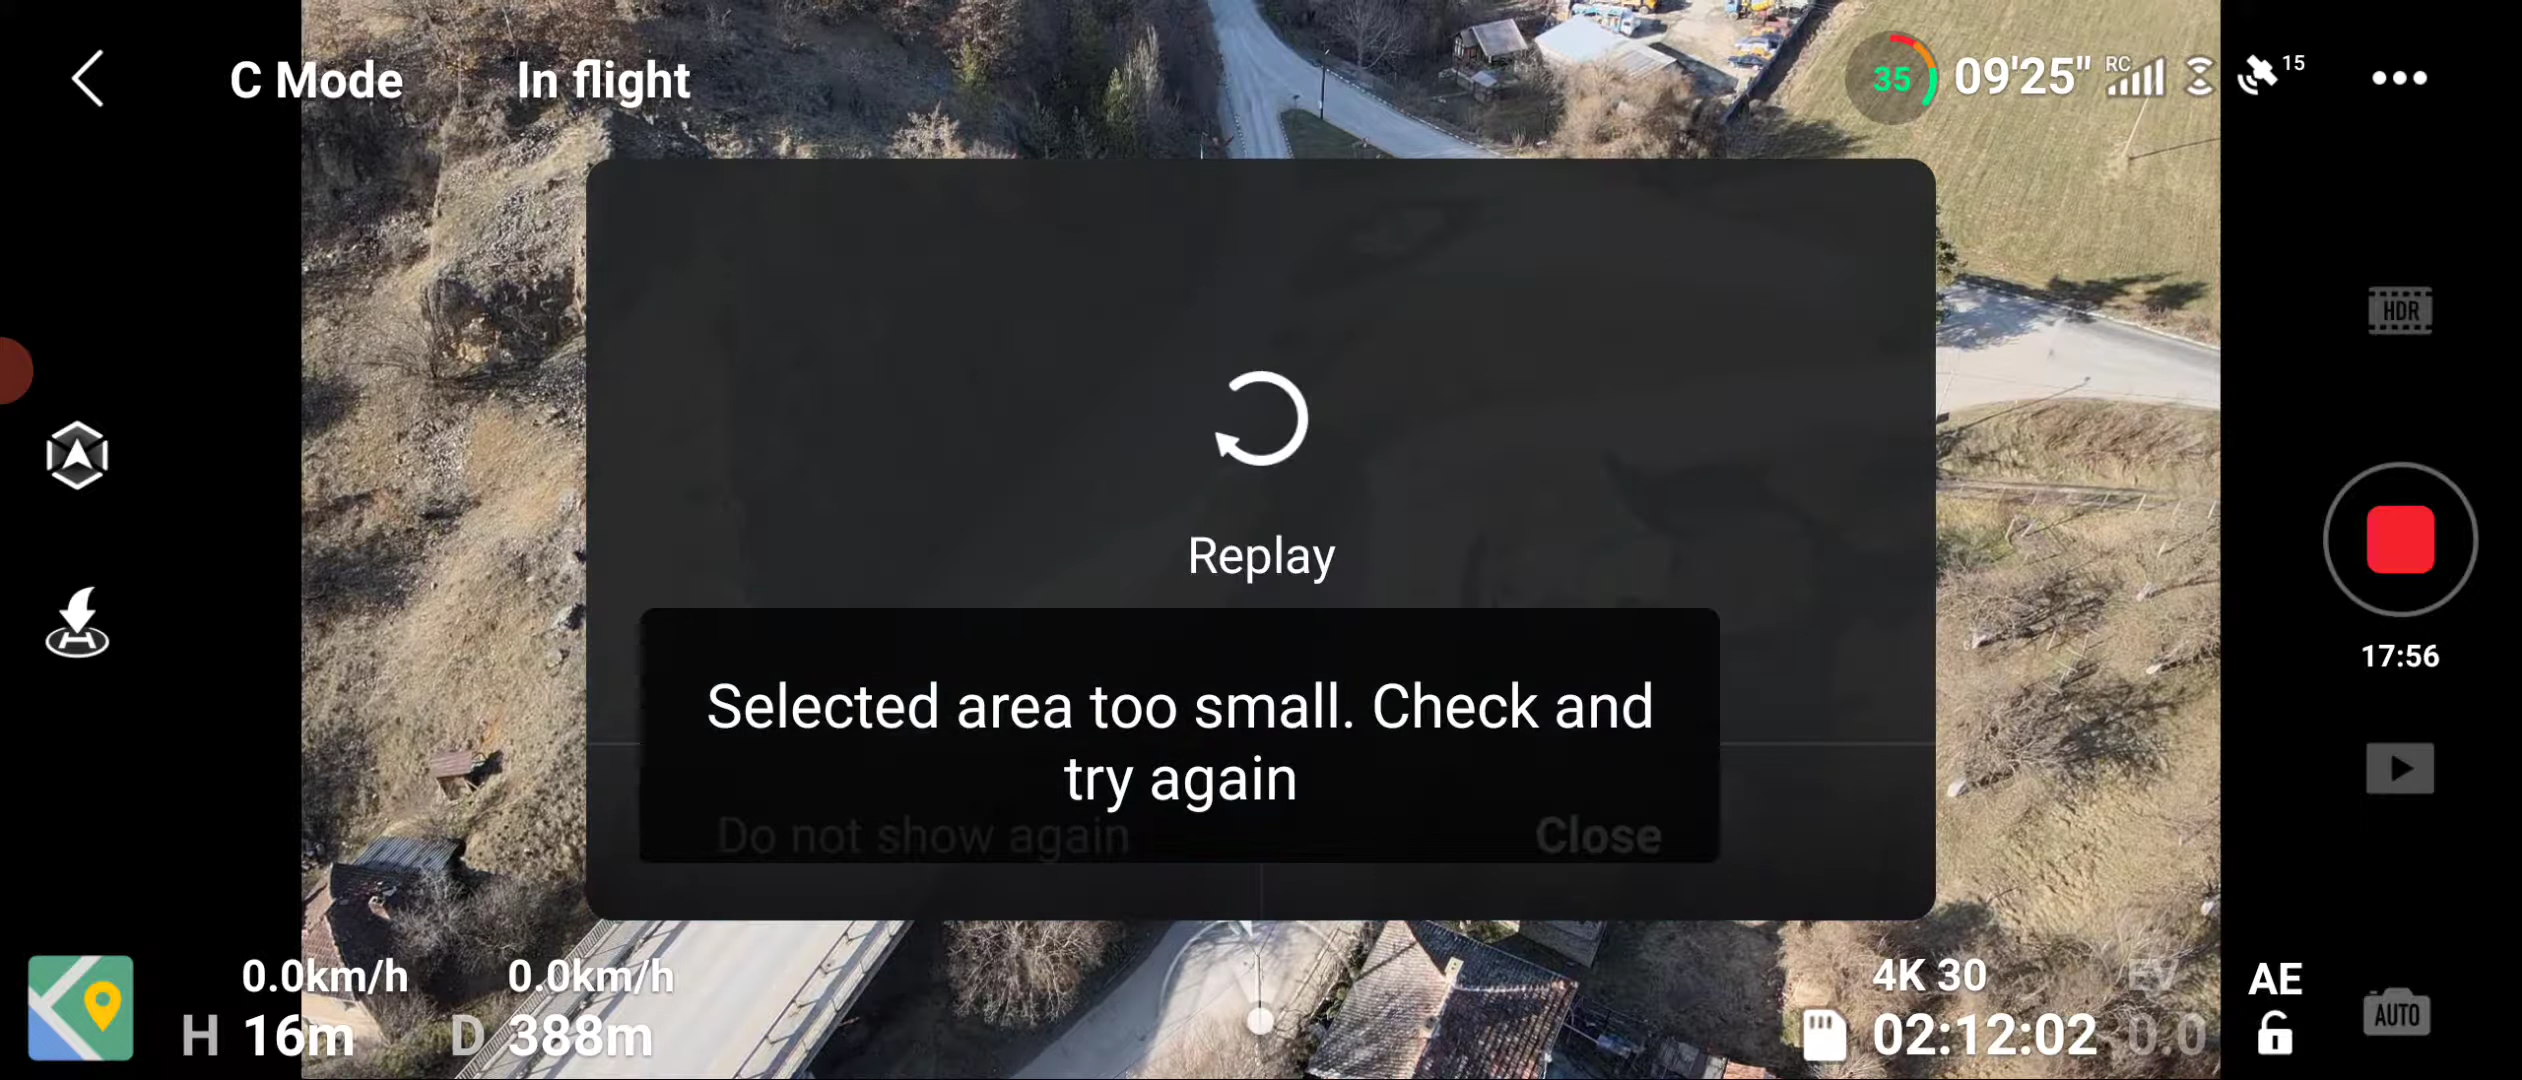 C Mode
In flight
35
09'25"
RC
15
HDR
Replay
Selected area too small. Check and
try again
Do not show again
Close
17:56
0.0km/h
0.0km/h
H 16m
D 388m
4K 30
02:12:02
EV
0.0
AE
AUTO